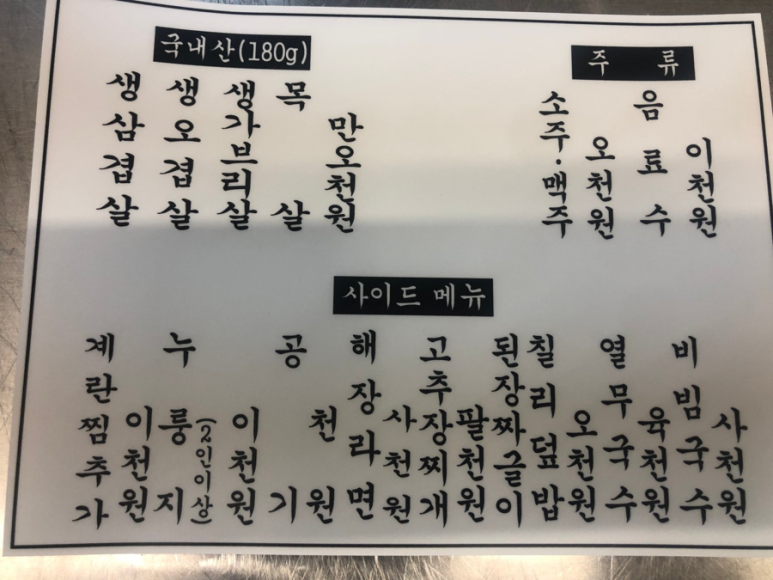 국내산(180g)
생삼겹살
생오겹살
생가브리살
목살
만오천원
주류
소주·맥주
오천원
음료수
이천원
사이드 메뉴
계란찜추가
이천원
누룽지
(2인이상)
이천원
공기
천원
해장라면
사천원
고추장찌개
팔천원
된장짜글이
칠리덮밥
오천원
열무국수
육천원
비빔국수
사천원